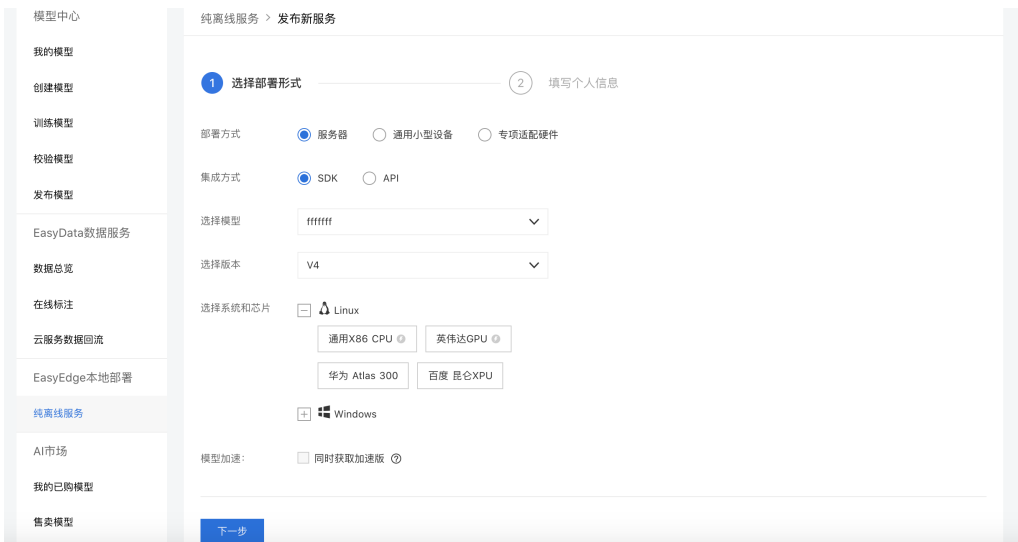 模型中心
我的模型
创建模型
训练模型
校验模型
发布模型
EasyData数据服务
数据总览
在线标注
云服务数据回流
EasyEdge本地部署
纯离线服务
AI市场
我的已购模型
售卖模型
纯离线服务 > 发布新服务
1 选择部署形式 2 填写个人信息
部署方式 服务器 通用小型设备 专项适配硬件
集成方式 SDK API
选择模型 fffffff
选择版本 V4
选择系统和芯片 Linux
通用X86 CPU 英伟达GPU
华为 Atlas 300 百度 昆仑XPU
Windows
模型加速: 同时获取加速版 ?
下一步